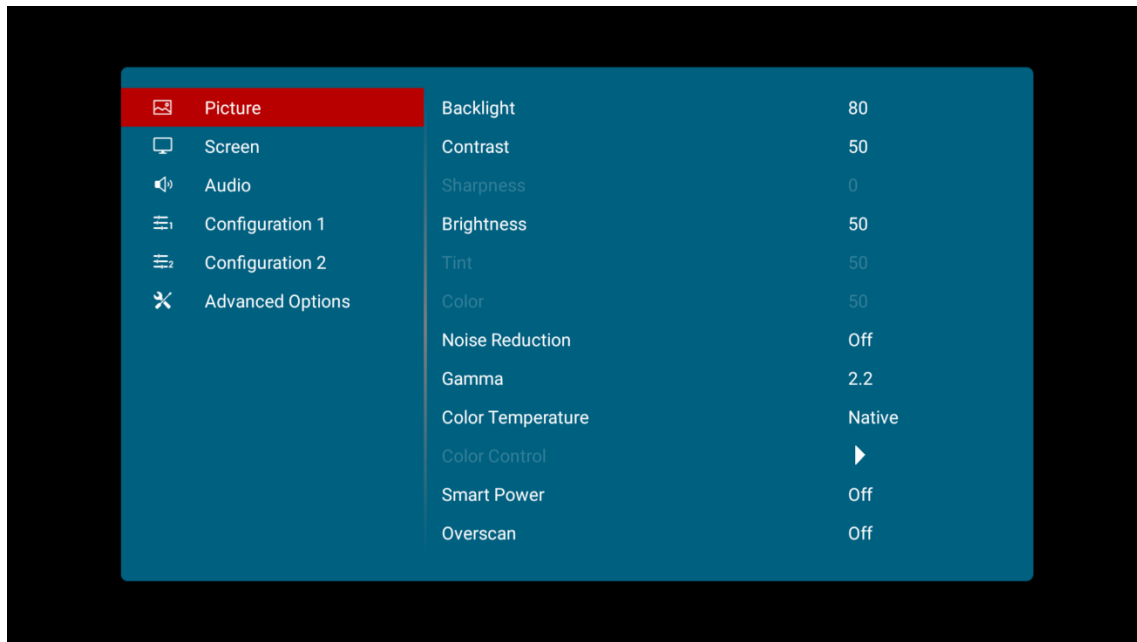 Picture
Screen
Audio
Configuration 1
Configuration 2
Advanced Options
Backlight 80
Contrast 50
Sharpness 0
Brightness 50
Tint 50
Color 50
Noise Reduction Off
Gamma 2.2
Color Temperature Native
Color Control
Smart Power Off
Overscan Off